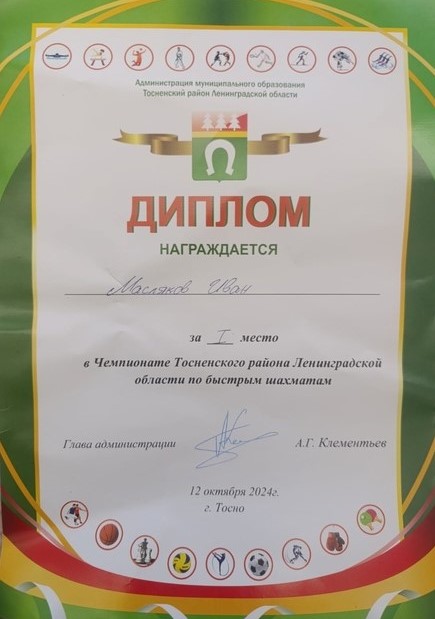 Администрация муниципального образования
Тосненский район Ленинградской области
ДИПЛОМ
НАГРАЖДАЕТСЯ
Масляков Иван
за I место
в Чемпионате Тосненского района Ленинградской
области по быстрым шахматам
Глава администрации А.Г. Клементьев
12 октября 2024г.
г. Тосно